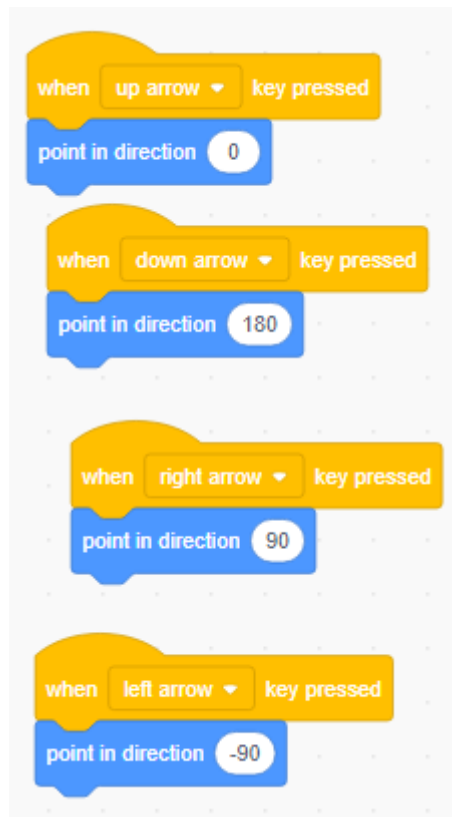 when up arrow key pressed
point in direction 0
when down arrow key pressed
point in direction 180
when right arrow key pressed
point in direction 90
when left arrow key pressed
point in direction -90